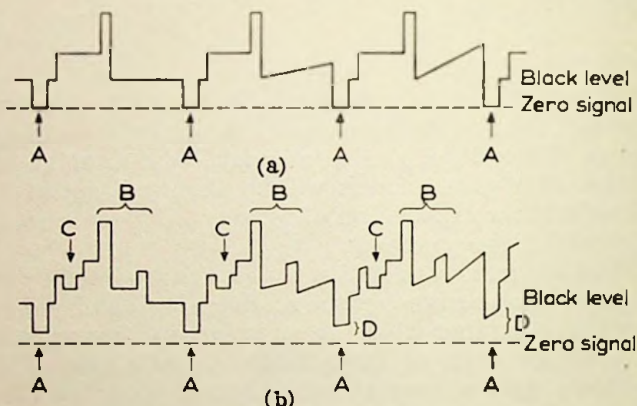 Black level
Zero signal
A A A A
(a)
B B B
C C C
Black level
D D
Zero signal
A A A A
(b)